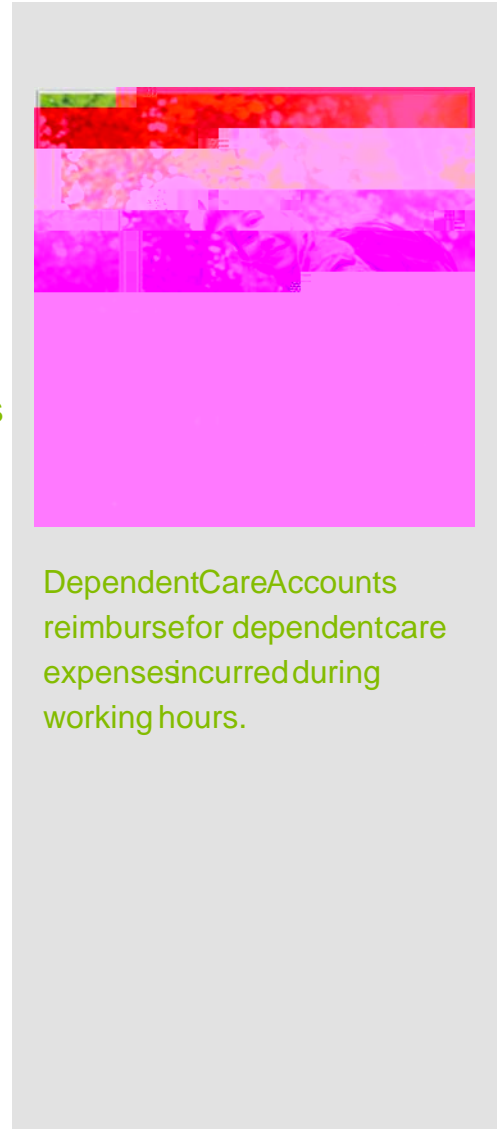 s
DependentCareAccounts
reimbursefor dependentcare
expensesincurred during
working hours.